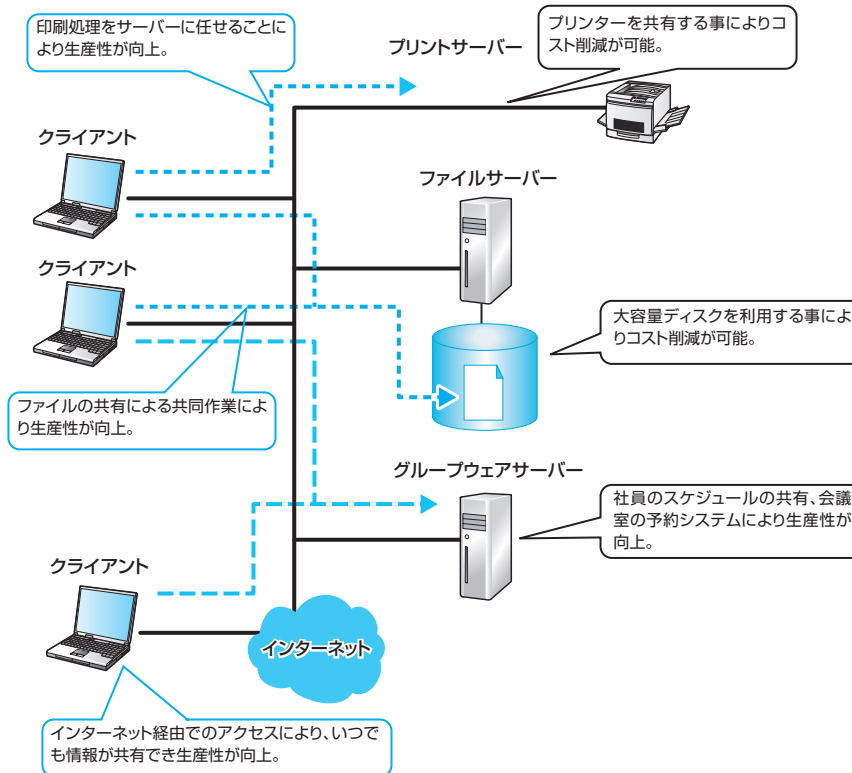 印刷処理をサーバーに任せることに
より生産性が向上。
プリントサーバー
プリンターを共有する事によりコ
スト削減が可能。
クライアント
ファイルサーバー
クライアント
大容量ディスクを利用する事によ
りコスト削減が可能。
ファイルの共有による共同作業によ
り生産性が向上。
グループウェアサーバー
社員のスケジュールの共有、会議
室の予約システムにより生産性が
向上。
クライアント
インターネット
インターネット経由でのアクセスにより、いつで
も情報が共有でき生産性が向上。